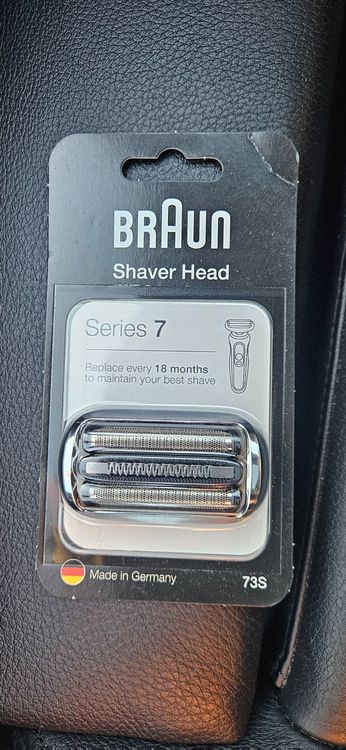 BRAUN
Shaver Head
Series 7
Replace every 18 months
to maintain your best shave
Made in Germany
73S